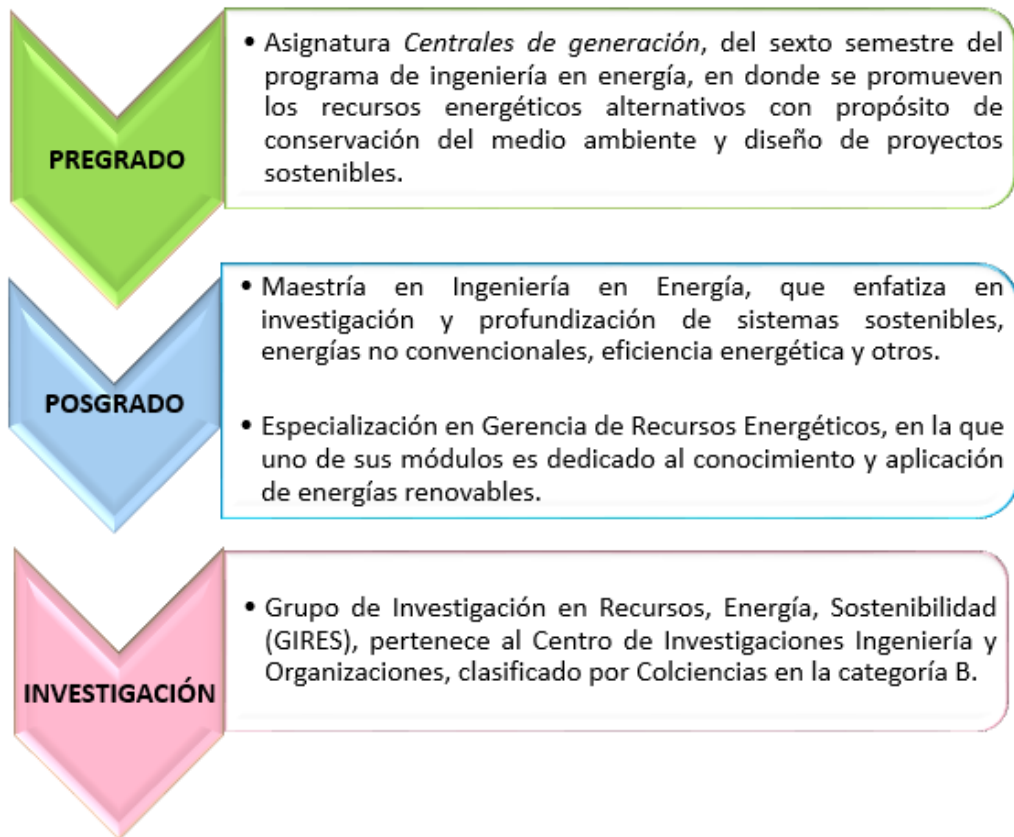 PREGRADO
• Asignatura Centrales de generación, del sexto semestre del
programa de ingeniería en energía, en donde se promueven
los recursos energéticos alternativos con propósito de
conservación del medio ambiente y diseño de proyectos
sostenibles.
POSGRADO
• Maestría en Ingeniería en Energía, que enfatiza en
investigación y profundización de sistemas sostenibles,
energías no convencionales, eficiencia energética y otros.
• Especialización en Gerencia de Recursos Energéticos, en la que
uno de sus módulos es dedicado al conocimiento y aplicación
de energías renovables.
INVESTIGACIÓN
• Grupo de Investigación en Recursos, Energía, Sostenibilidad
(GIRES), pertenece al Centro de Investigaciones Ingeniería y
Organizaciones, clasificado por Colciencias en la categoría B.